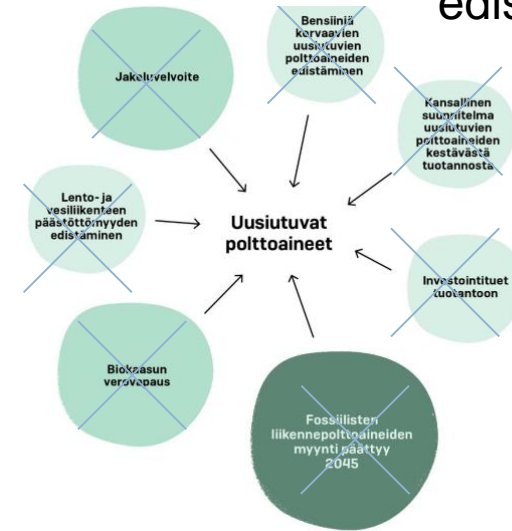 edis
Bensiiniä
korvaavien
uusiutuvien
polttoaineiden
edistäminen
Jakeluvelvoite
Kansallinen
suunnitelma
uusiutuvien
polttoaineiden
kestävästä
tuotannosta
Lento- ja
vesiliikenteen
päästöttömyyden
edistäminen
Uusiutuvat
polttoaineet
Investointituet
tuotantoon
Biokaasun
verovapaus
Fossiilisten
liikennepolttoaineiden
myynti päättyy
2045